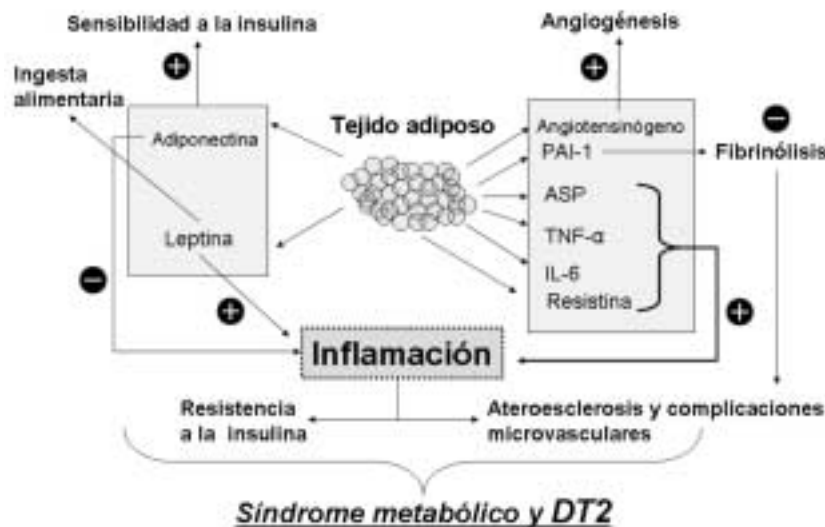 Sensibilidad a la insulina
Angiogénesis
Ingesta
alimentaria
Tejido adiposo
Adiponectina
Leptina
Angiotensinógeno
PAI-1
Fibrinólisis
ASP
TNF-α
IL-6
Resistina
Inflamación
Resistencia
a la insulina
Ateroesclerosis y complicaciones
microvasculares
Síndrome metabólico y DT2